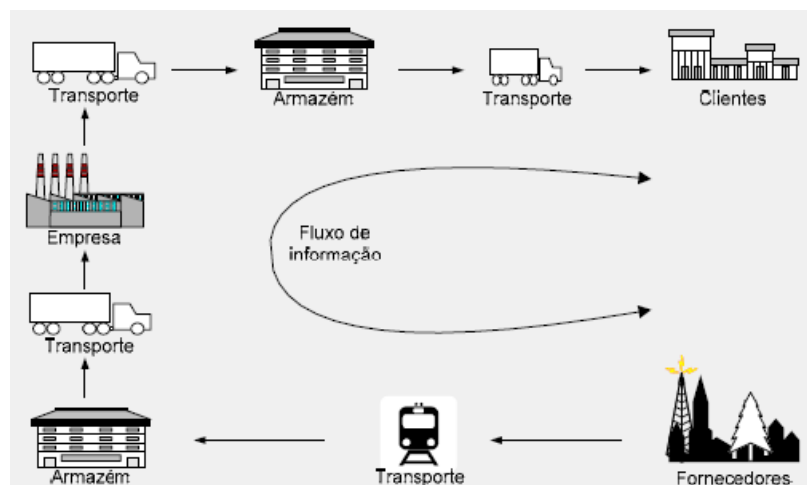 Transporte
Armazém
Transporte
Clientes
Empresa
Fluxo de
informação
Transporte
Armazém
Transporte
Fornecedores